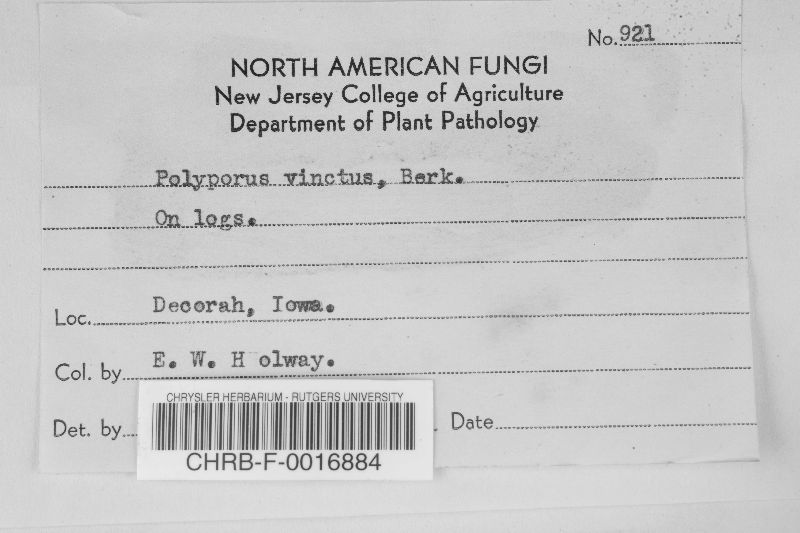 No. 921
NORTH AMERICAN FUNGI
New Jersey College of Agriculture
Department of Plant Pathology
Polyporus vinctus, Berk.
On logs.
Loc. Decorah, Iowa.
Col. by E. W. H olway.
CHRYSLER HERBARIUM - RUTGERS UNIVERSITY
Det. by Date
CHRB-F-0016884